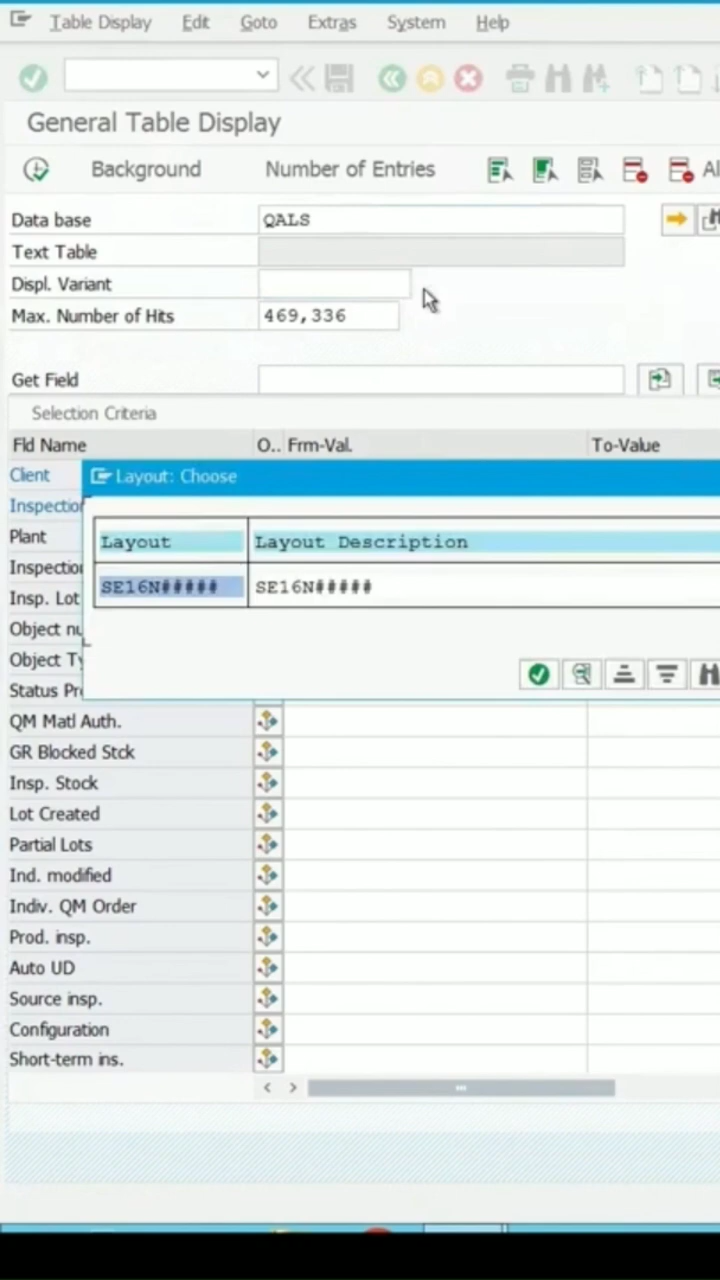 Table Display Edit Goto Extras System Help
General Table Display
Background Number of Entries Al
Data base QALS
Text Table
Displ. Variant
Max. Number of Hits 469,336
Get Field
Selection Criteria
Fld Name O.. Frm-Val. To-Value
Client
Layout: Choose
Plant
Layout Layout Description
SE16N##### SE16N#####
Insp. Lot
QM Matl Auth.
GR Blocked Stck
Insp. Stock
Lot Created
Partial Lots
Ind. modified
Indiv. QM Order
Prod. insp.
Auto UD
Source insp.
Configuration
Short-term ins.